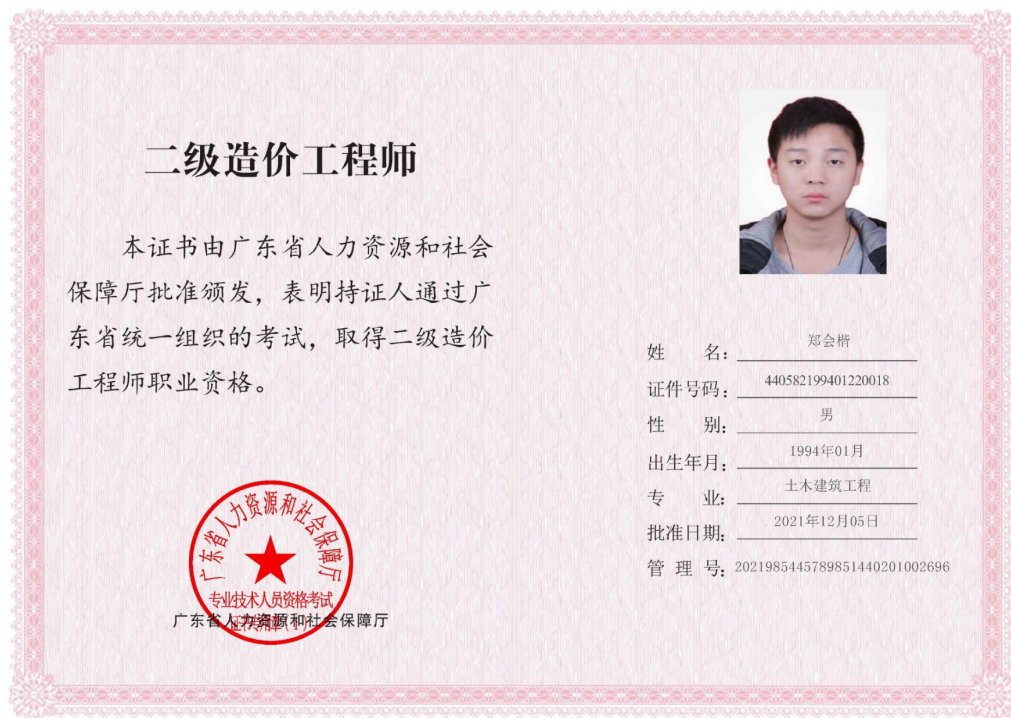 二级造价工程师
本证书由广东省人力资源和社会
保障厅批准颁发，表明持证人通过广
东省统一组织的考试，取得二级造价
工程师职业资格。
姓 名：郑会楷
证件号码：440582199401220018
性 别：男
出生年月：1994年01月
专 业：土木建筑工程
批准日期：2021年12月05日
管 理 号：2021985445789851440201002696
广东省人力资源和社会保障厅
专业技术人员资格考试
广东省人力资源和社会保障厅